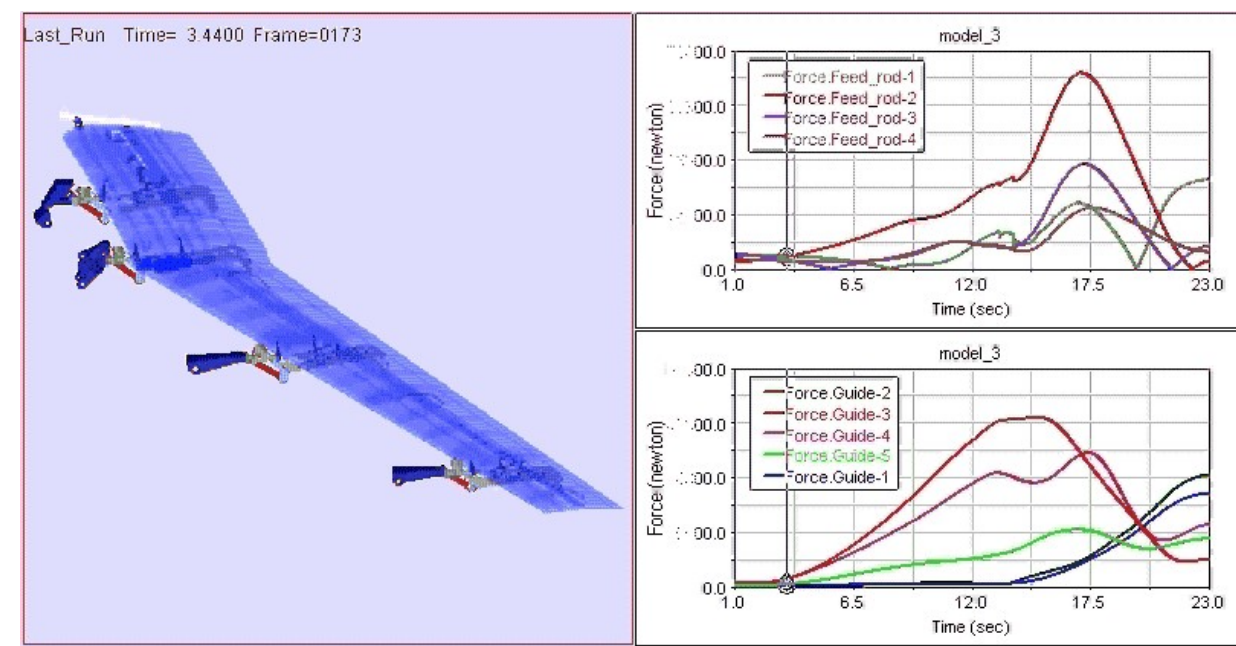 Last_Run Time= 3.4400 Frame=0173
model_3
Force.Feed_rod-1
Force.Feed_rod-2
Force.Feed_rod-3
Force.Feed_rod-4
Force (newton)
0.0
1.0 6.5 12.0 17.5 23.0
Time (sec)
model_3
Force.Guide-2
Force.Guide-3
Force.Guide-4
Force.Guide-5
Force.Guide-1
Force (newton)
0.0
1.0 6.5 12.0 17.5 23.0
Time (sec)